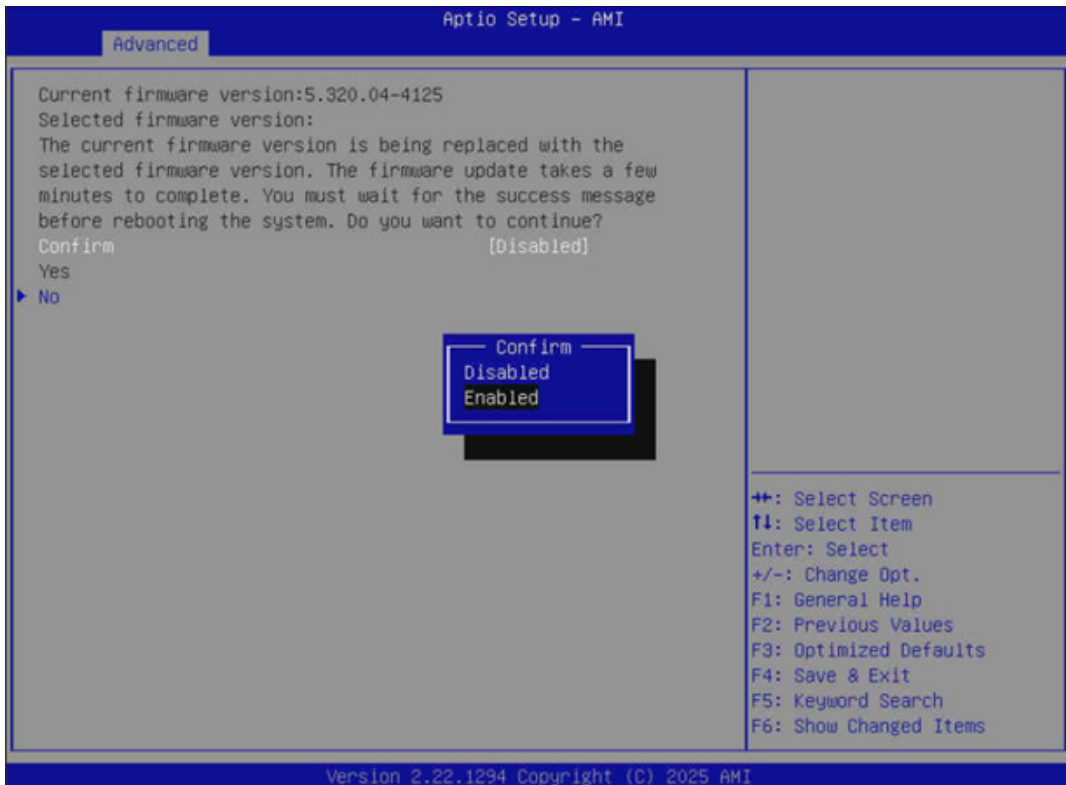 Aptio Setup – AMI
Advanced
Current firmware version:5.320.04-4125
Selected firmware version:
The current firmware version is being replaced with the
selected firmware version. The firmware update takes a few
minutes to complete. You must wait for the success message
before rebooting the system. Do you want to continue?
Confirm [Disabled]
Yes
No
Confirm
Disabled
Enabled
→←: Select Screen
↑↓: Select Item
Enter: Select
+/-: Change Opt.
F1: General Help
F2: Previous Values
F3: Optimized Defaults
F4: Save & Exit
F5: Keyword Search
F6: Show Changed Items
Version 2.22.1294 Copyright (C) 2025 AMI